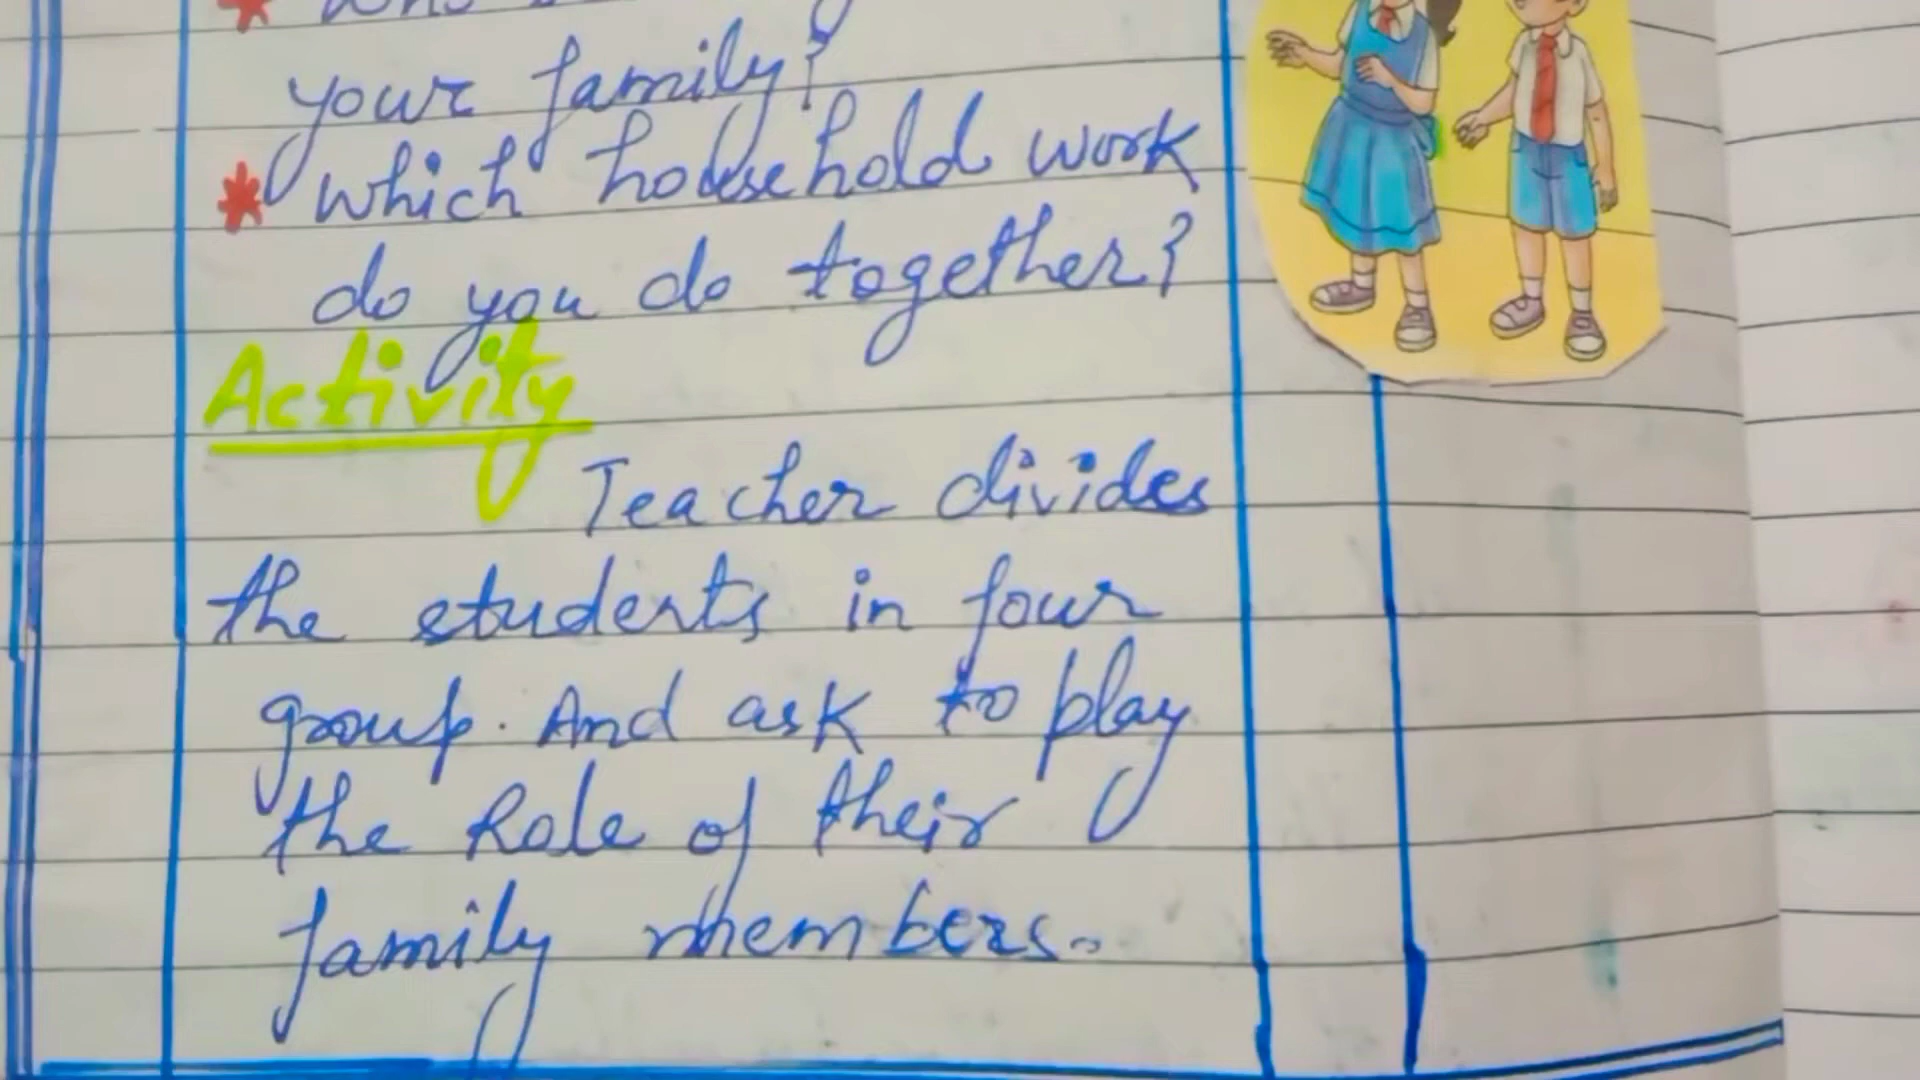 your family?
* which household work
do you do together?
Activity
Teacher divides
the students in four
group. And ask to play
the Role of their
family members.